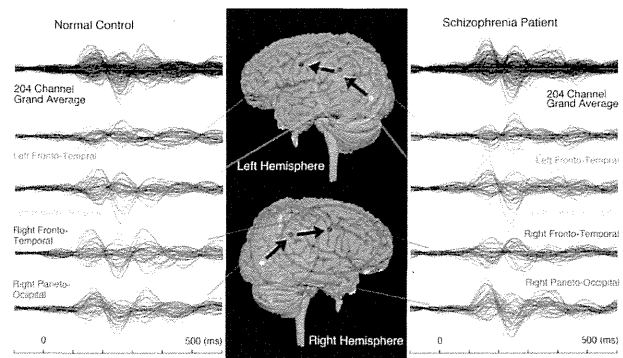 Normal Control
204 Channel
Grand Average
Left Fronto-Temporal
Right Fronto-
Temporal
Right Parieto-
Occipital
0 500 (ms)
Left Hemisphere
Right Hemisphere
Schizophrenia Patient
204 Channel
Grand Average
Left Fronto-Temporal
Right Fronto-Temporal
Right Parieto-Occipital
0 500 (ms)